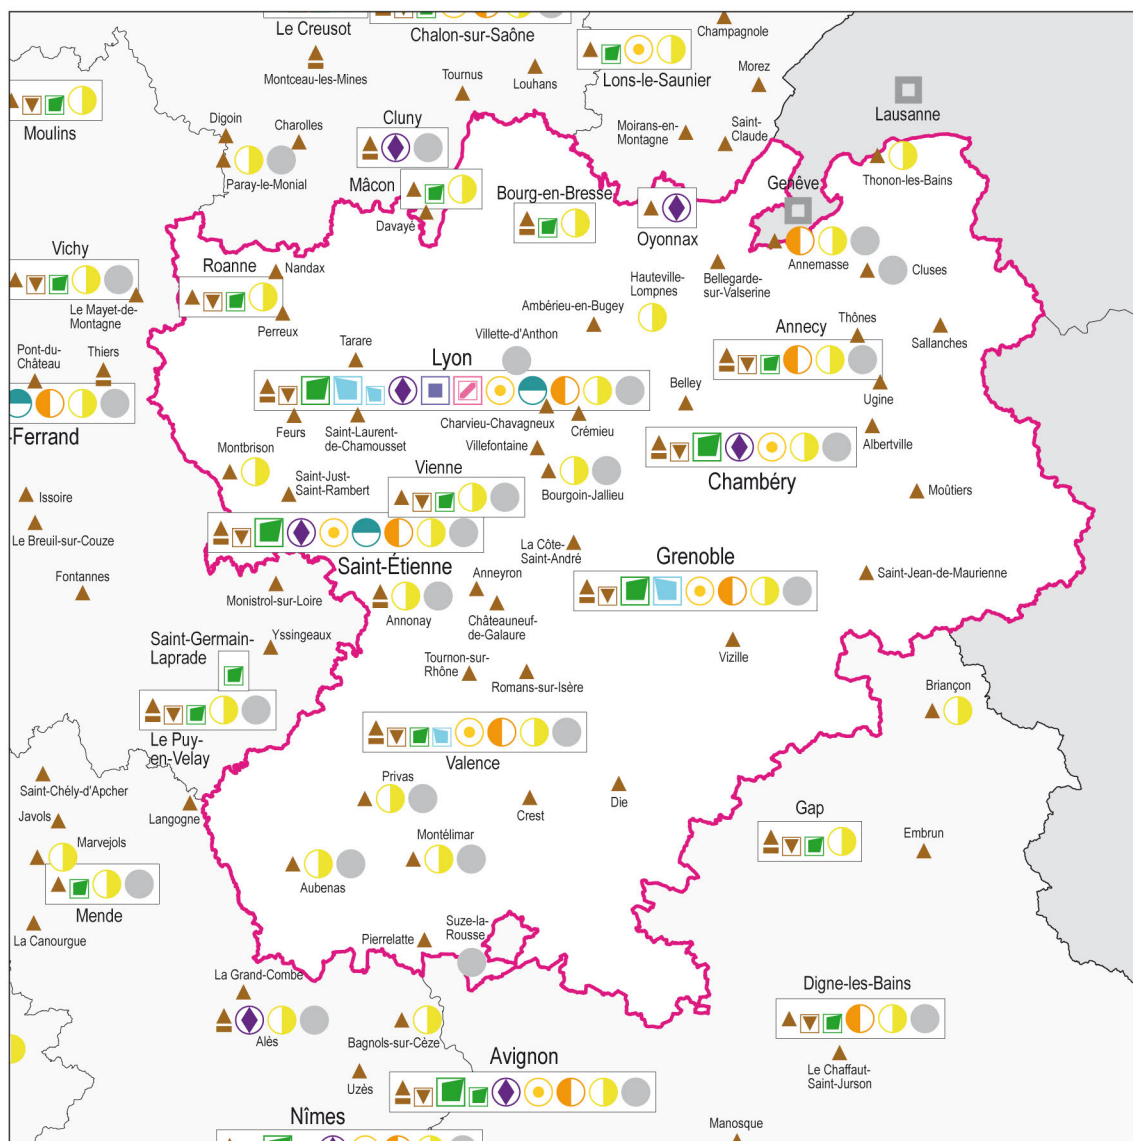 Le Creusot
Chalon-sur-Saône
Champagnole
Montceau-les-Mines
Tournus
Louhans
Lons-le-Saunier
Morez
Lausanne
Moulins
Digoin
Charolles
Cluny
Moirans-en-
Montagne
Saint-
Claude
Paray-le-Monial
Mâcon
Bourg-en-Bresse
Genêve
Thonon-les-Bains
Davayé
Oyonnax
Vichy
Roanne
Nandax
Annemasse
Cluses
Bellegarde-
sur-Valserine
Hauteville-
Lompnes
Le Mayet-de-
Montagne
Perreux
Ambérieu-en-Bugey
Annecy
Thônes
Sallanches
Pont-du-
Château
Thiers
Tarare
Lyon
Villette-d'Anthon
Belley
Ugine
-Ferrand
Feurs
Saint-Laurent-
de-Chamousset
Charvieu-Chavagneux
Crémieu
Albertville
Montbrison
Villefontaine
Saint-Just-
Saint-Rambert
Vienne
Bourgoin-Jallieu
Chambéry
Moûtiers
Issoire
Le Breuil-sur-Couze
La Côte-
Saint-André
Grenoble
Saint-Étienne
Saint-Jean-de-Maurienne
Fontannes
Monistrol-sur-Loire
Anneyron
Annonay
Châteauneuf-
de-Galaure
Saint-Germain-
Laprade
Yssingeaux
Tournon-sur-
Rhône
Romans-sur-Isère
Vizille
Briançon
Le Puy-
en-Velay
Valence
Saint-Chély-d'Apcher
Privas
Die
Langogne
Crest
Gap
Javols
Marvejols
Montélimar
Embrun
Aubenas
Mende
La Canourgue
Pierrelatte
Suze-la-
Rousse
La Grand-Combe
Digne-les-Bains
Alès
Bagnols-sur-Cèze
Avignon
Uzès
Le Chaffaut-
Saint-Jurson
Nîmes
Manosque